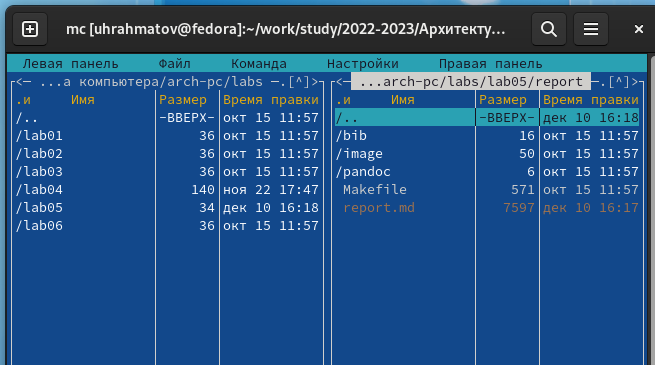 mc [uhrahmatov@fedora]:~/work/study/2022-2023/Архитекту...
Левая панель Файл Команда Настройки Правая панель
<— ...а компьютера/arch-pc/labs —.[^]> <— ...arch-pc/labs/lab05/report —.[^]>
.и Имя Размер Время правки .и Имя Размер Время правки
/.. -ВВЕРХ- окт 15 11:57 /.. -ВВЕРХ- дек 10 16:18
/lab01 36 окт 15 11:57 /bib 16 окт 15 11:57
/lab02 36 окт 15 11:57 /image 50 окт 15 11:57
/lab03 36 окт 15 11:57 /pandoc 6 окт 15 11:57
/lab04 140 ноя 22 17:47 Makefile 571 окт 15 11:57
/lab05 34 дек 10 16:18 report.md 7597 дек 10 16:17
/lab06 36 окт 15 11:57